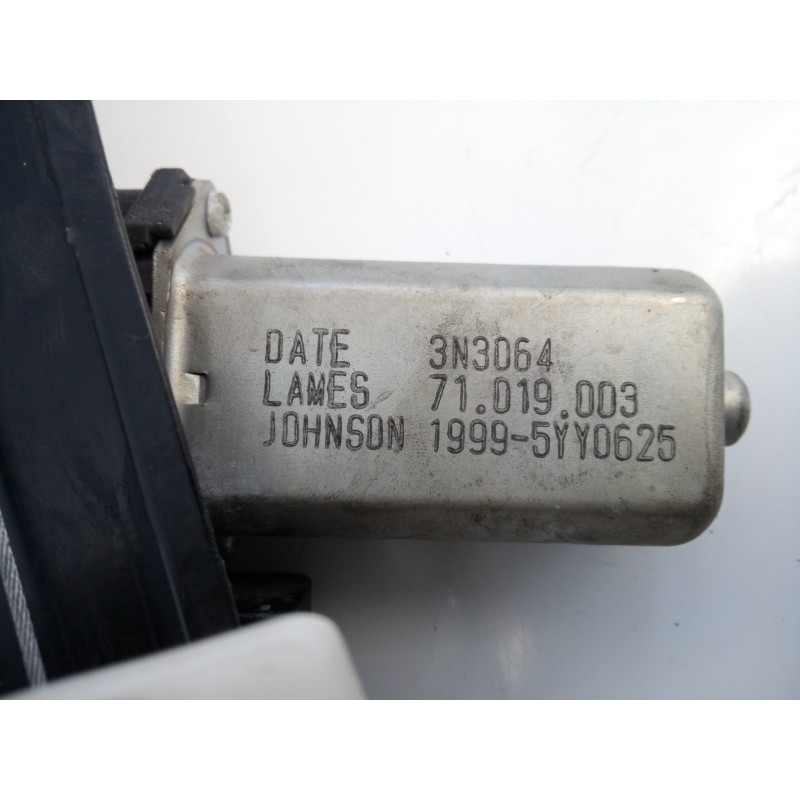 DATE 3N3064
LAMES 71.019.003
JOHNSON 1999-5YY0625